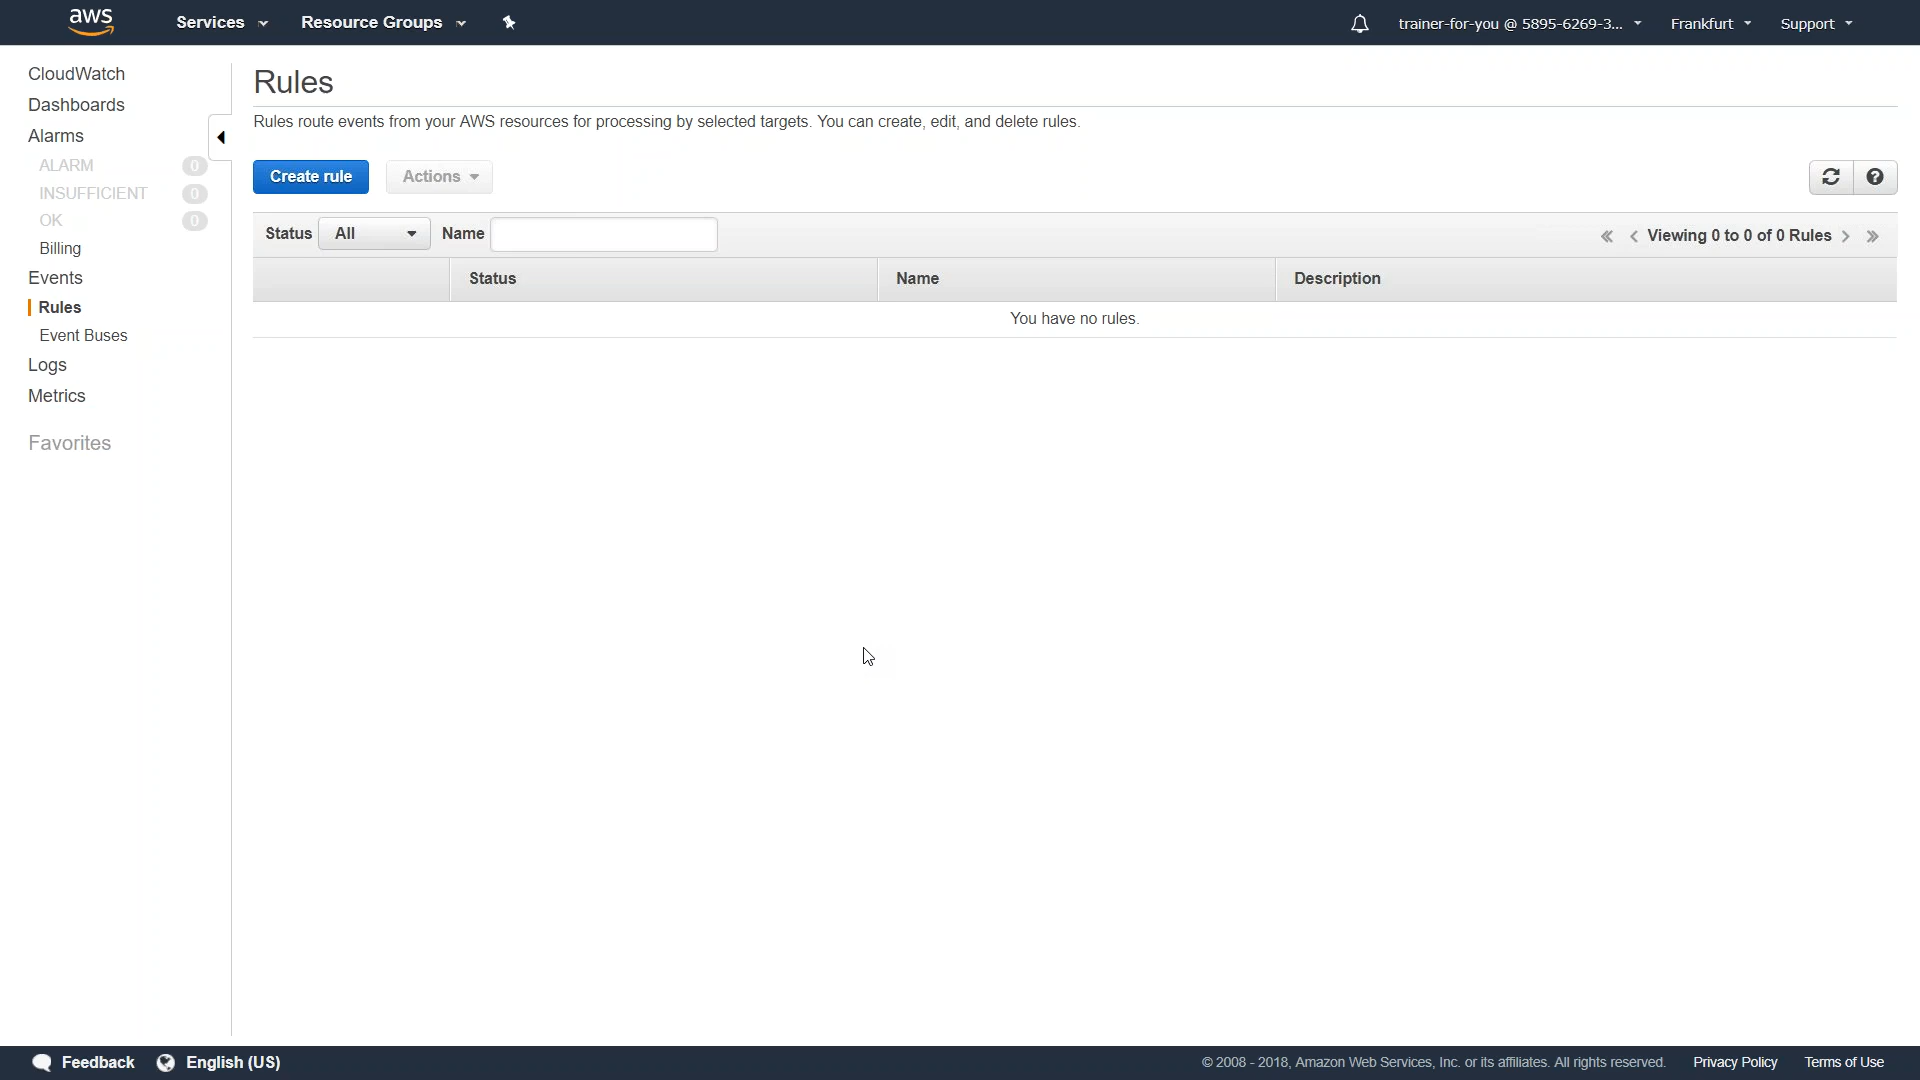 aws Services Resource Groups trainer-for-you @ 5895-6269-3... Frankfurt Support
CloudWatch
Dashboards
Alarms
ALARM 0
INSUFFICIENT 0
OK 0
Billing
Events
Rules
Event Buses
Logs
Metrics
Favorites
Rules
Rules route events from your AWS resources for processing by selected targets. You can create, edit, and delete rules.
Create rule Actions
Status All Name « ‹ Viewing 0 to 0 of 0 Rules › »
Status Name Description
You have no rules.
Feedback English (US) © 2008 - 2018, Amazon Web Services, Inc. or its affiliates. All rights reserved. Privacy Policy Terms of Use